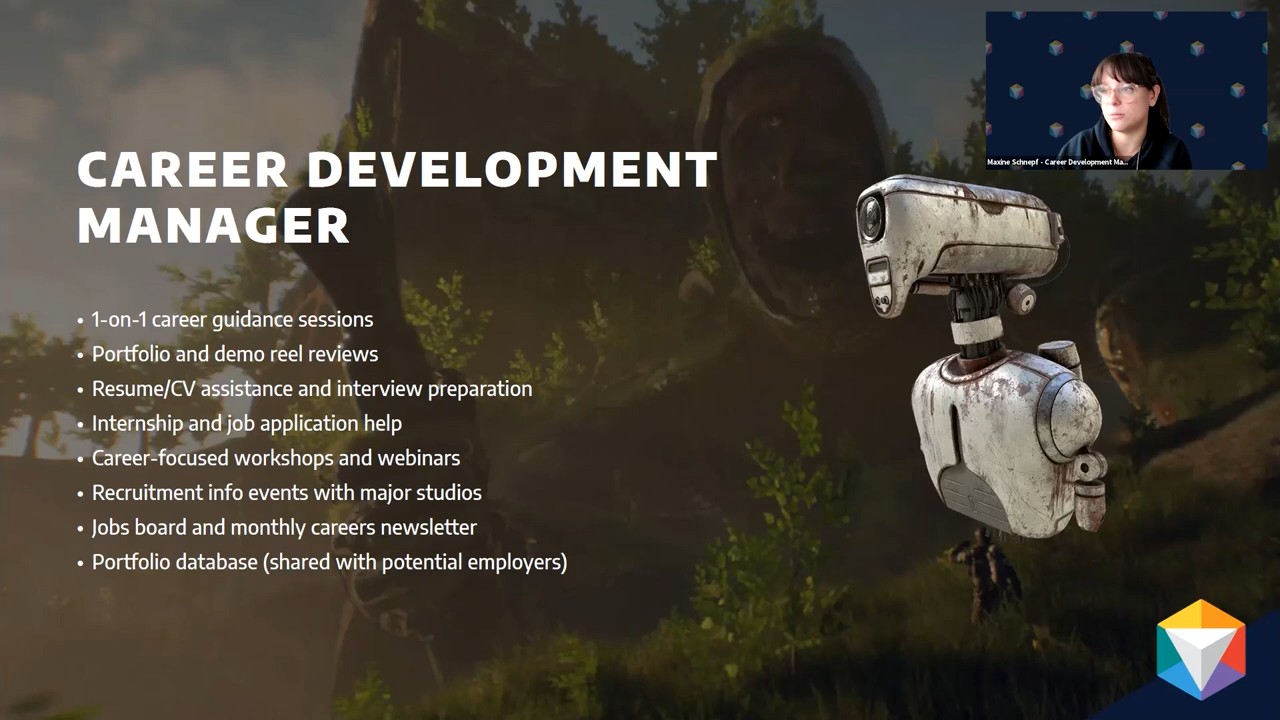 Maxine Schnepf - Career Development Ma...
CAREER DEVELOPMENT
MANAGER
• 1-on-1 career guidance sessions
• Portfolio and demo reel reviews
• Resume/CV assistance and interview preparation
• Internship and job application help
• Career-focused workshops and webinars
• Recruitment info events with major studios
• Jobs board and monthly careers newsletter
• Portfolio database (shared with potential employers)